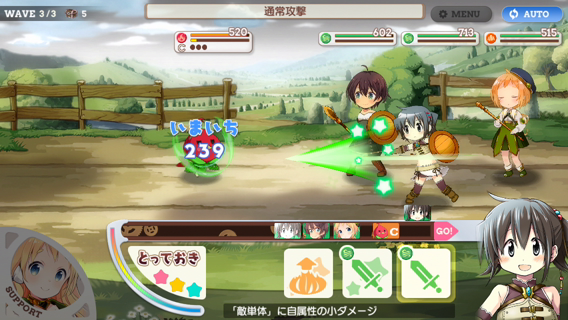 WAVE 3/3 5
通常攻撃
MENU
AUTO
520
C
602
713
515
いまいち
239
C
GO!
とっておき
SUPPORT
「敵単体」に自属性の小ダメージ